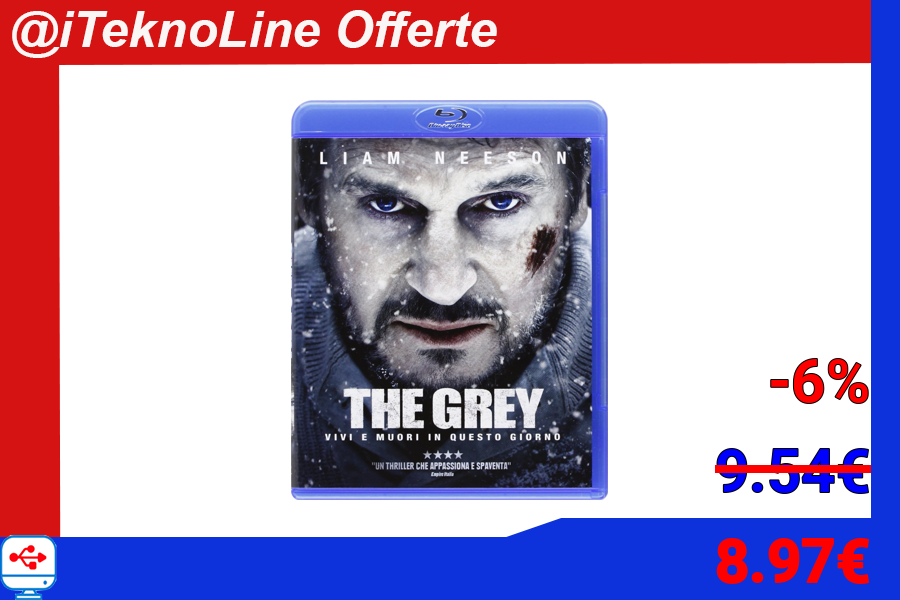 @iTeknoLine Offerte
LIAM NEESON
THE GREY
VIVI E MUORI IN QUESTO GIORNO
"UN THRILLER CHE APPASSIONA E SPAVENTA"
-6%
9.54€
8.97€